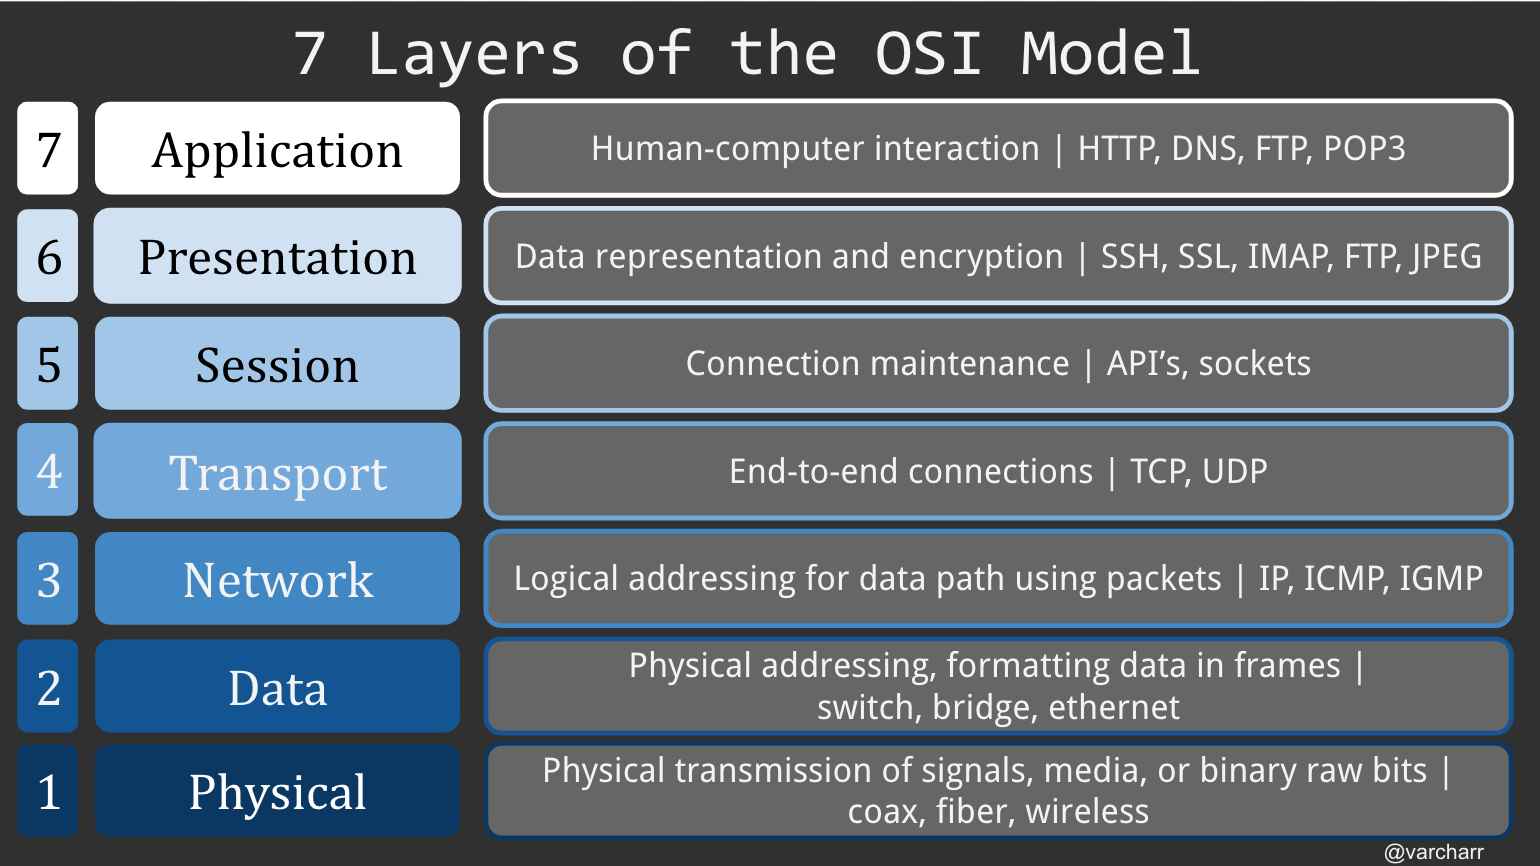 7 Layers of the OSI Model
7 Application Human-computer interaction | HTTP, DNS, FTP, POP3
6 Presentation Data representation and encryption | SSH, SSL, IMAP, FTP, JPEG
5 Session Connection maintenance | API’s, sockets
4 Transport End-to-end connections | TCP, UDP
3 Network Logical addressing for data path using packets | IP, ICMP, IGMP
2 Data Physical addressing, formatting data in frames |
switch, bridge, ethernet
1 Physical Physical transmission of signals, media, or binary raw bits |
coax, fiber, wireless
@varcharr